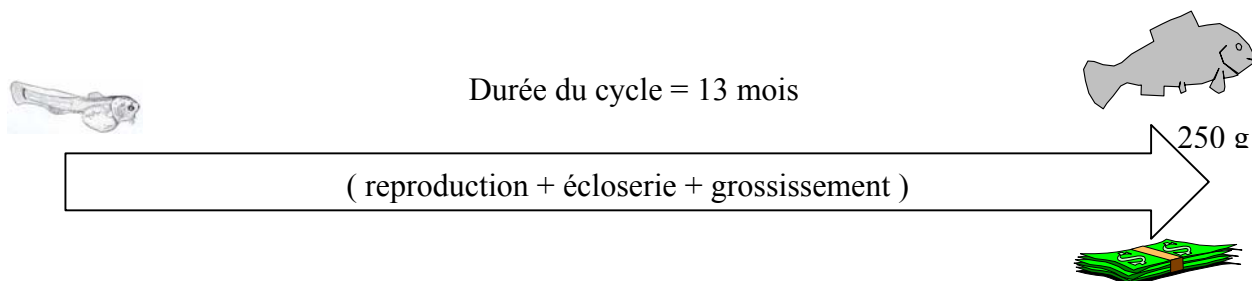 Durée du cycle = 13 mois
250 g
( reproduction + écloserie + grossissement )